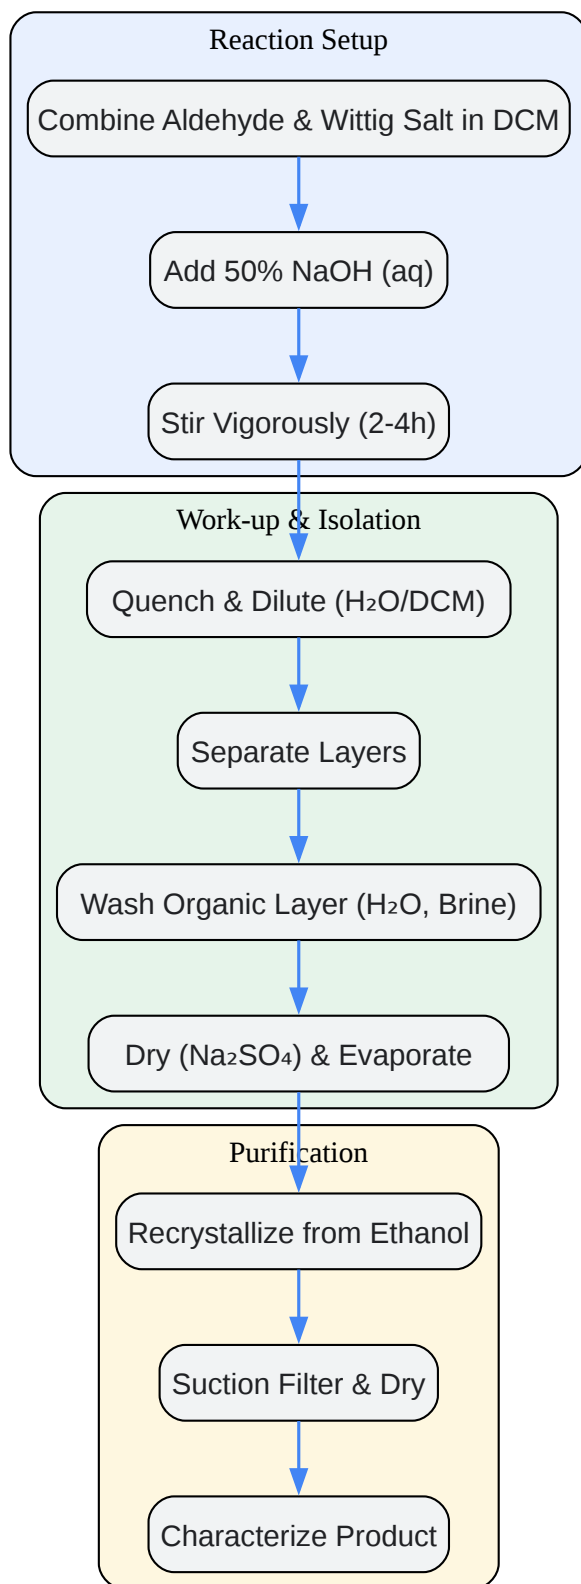 Reaction Setup
Combine Aldehyde & Wittig Salt in DCM
Add 50% NaOH (aq)
Stir Vigorously (2-4h)
Work-up & Isolation
Quench & Dilute (H₂O/DCM)
Separate Layers
Wash Organic Layer (H₂O, Brine)
Dry (Na₂SO₄) & Evaporate
Purification
Recrystallize from Ethanol
Suction Filter & Dry
Characterize Product